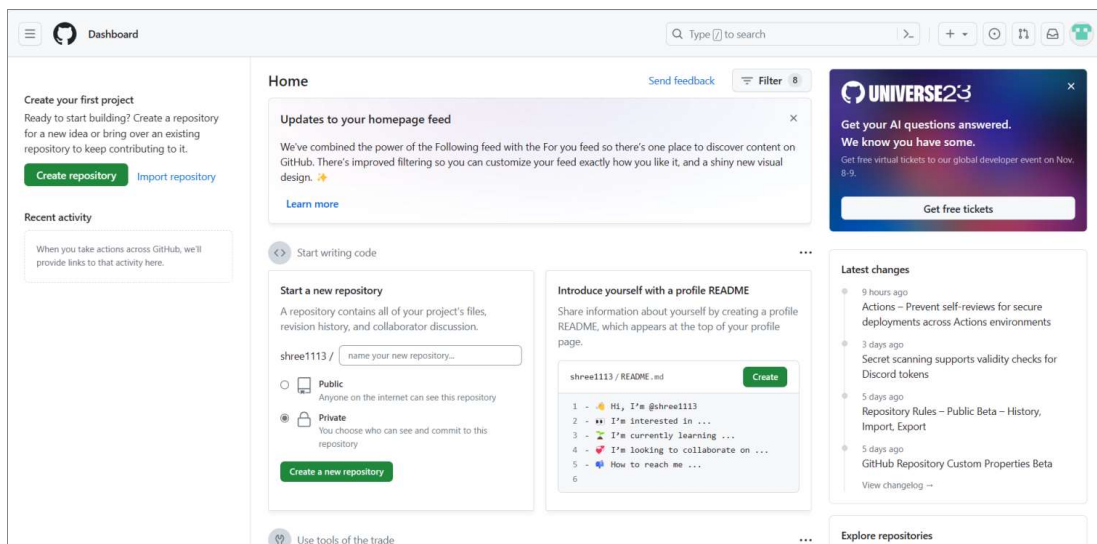 Dashboard
Type / to search
Create your first project
Ready to start building? Create a repository
for a new idea or bring over an existing
repository to keep contributing to it.
Create repository
Import repository
Recent activity
When you take actions across GitHub, we'll
provide links to that activity here.
Home
Send feedback
Filter 8
Updates to your homepage feed
We've combined the power of the Following feed with the For you feed so there's one place to discover content on
GitHub. There's improved filtering so you can customize your feed exactly how you like it, and a shiny new visual
design. ✨
Learn more
Start writing code
Start a new repository
A repository contains all of your project's files,
revision history, and collaborator discussion.
shree1113 / name your new repository...
Public
Anyone on the internet can see this repository
Private
You choose who can see and commit to this
repository
Create a new repository
Introduce yourself with a profile README
Share information about yourself by creating a profile
README, which appears at the top of your profile
page.
shree1113 / README.md
Create
1 - 👋 Hi, I'm @shree1113
2 - 👀 I'm interested in ...
3 - 🌱 I'm currently learning ...
4 - 💞️ I'm looking to collaborate on ...
5 - 📫 How to reach me ...
6
Use tools of the trade
UNIVERSE23
Get your AI questions answered.
We know you have some.
Get free virtual tickets to our global developer event on Nov.
8-9.
Get free tickets
Latest changes
9 hours ago
Actions – Prevent self-reviews for secure
deployments across Actions environments
3 days ago
Secret scanning supports validity checks for
Discord tokens
5 days ago
Repository Rules – Public Beta – History,
Import, Export
5 days ago
GitHub Repository Custom Properties Beta
View changelog →
Explore repositories